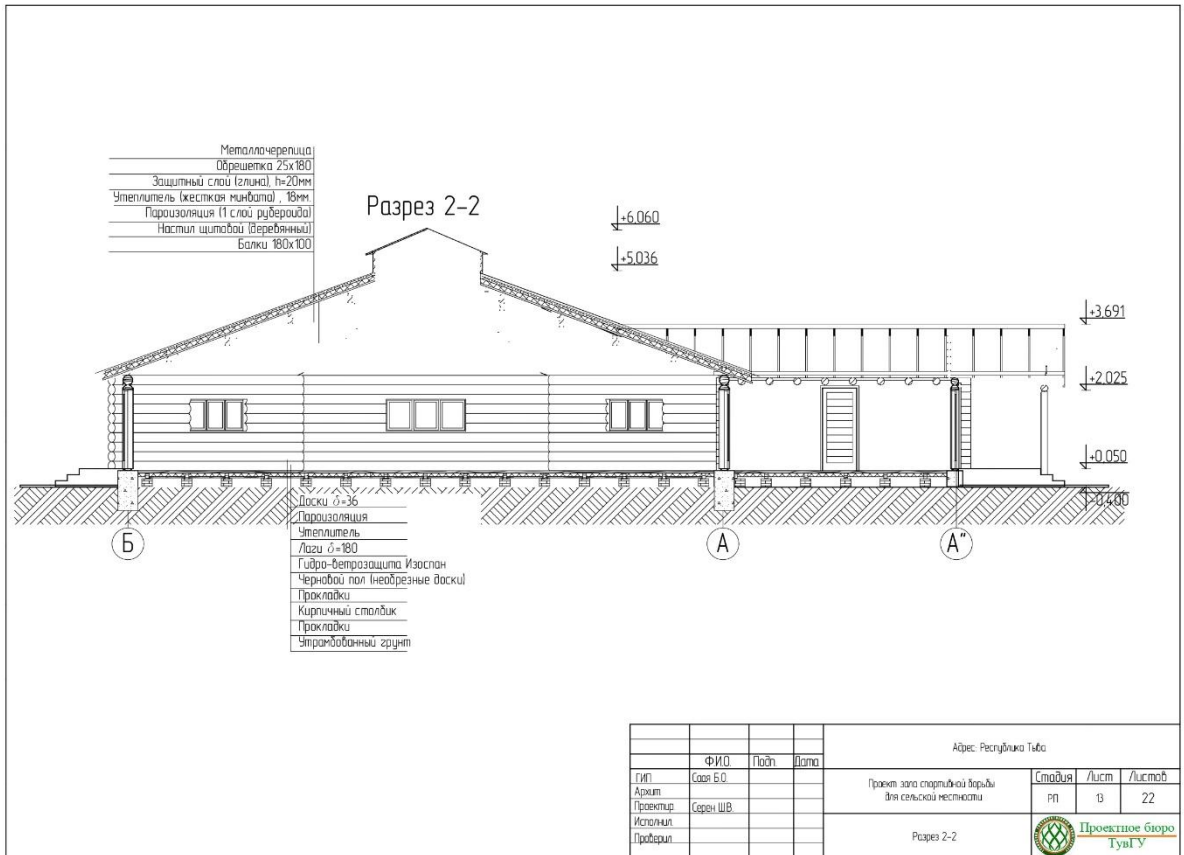 Металлочерепица
Обрешетка 25х180
Защитный слой (глина), h=20мм
Утеплитель (жесткая минвата) , 18мм.
Пароизоляция (1 слой рубероида)
Настил щитовой (деревянный)
Балки 180х100
Разрез 2-2
+6.060
+5.036
+3.691
+2.025
+0.050
-0.400
Б
А
А"
Доски δ=36
Пароизоляция
Утеплитель
Лаги δ=180
Гидро-ветрозащита Изоспан
Черновой пол (необрезные доски)
Прокладки
Кирпичный столбик
Прокладки
Утрамбованный грунт
Адрес: Республика Тыва
Ф.И.О. Подп. Дата
ГИП Саая Б.О.
Архит
Проектир Серен Ш.В.
Исполнил
Проверил
Проект зала спортивной борьбы
для сельской местности
Стадия Лист Листов
РП 13 22
Разрез 2-2
Проектное бюро
ТувГУ